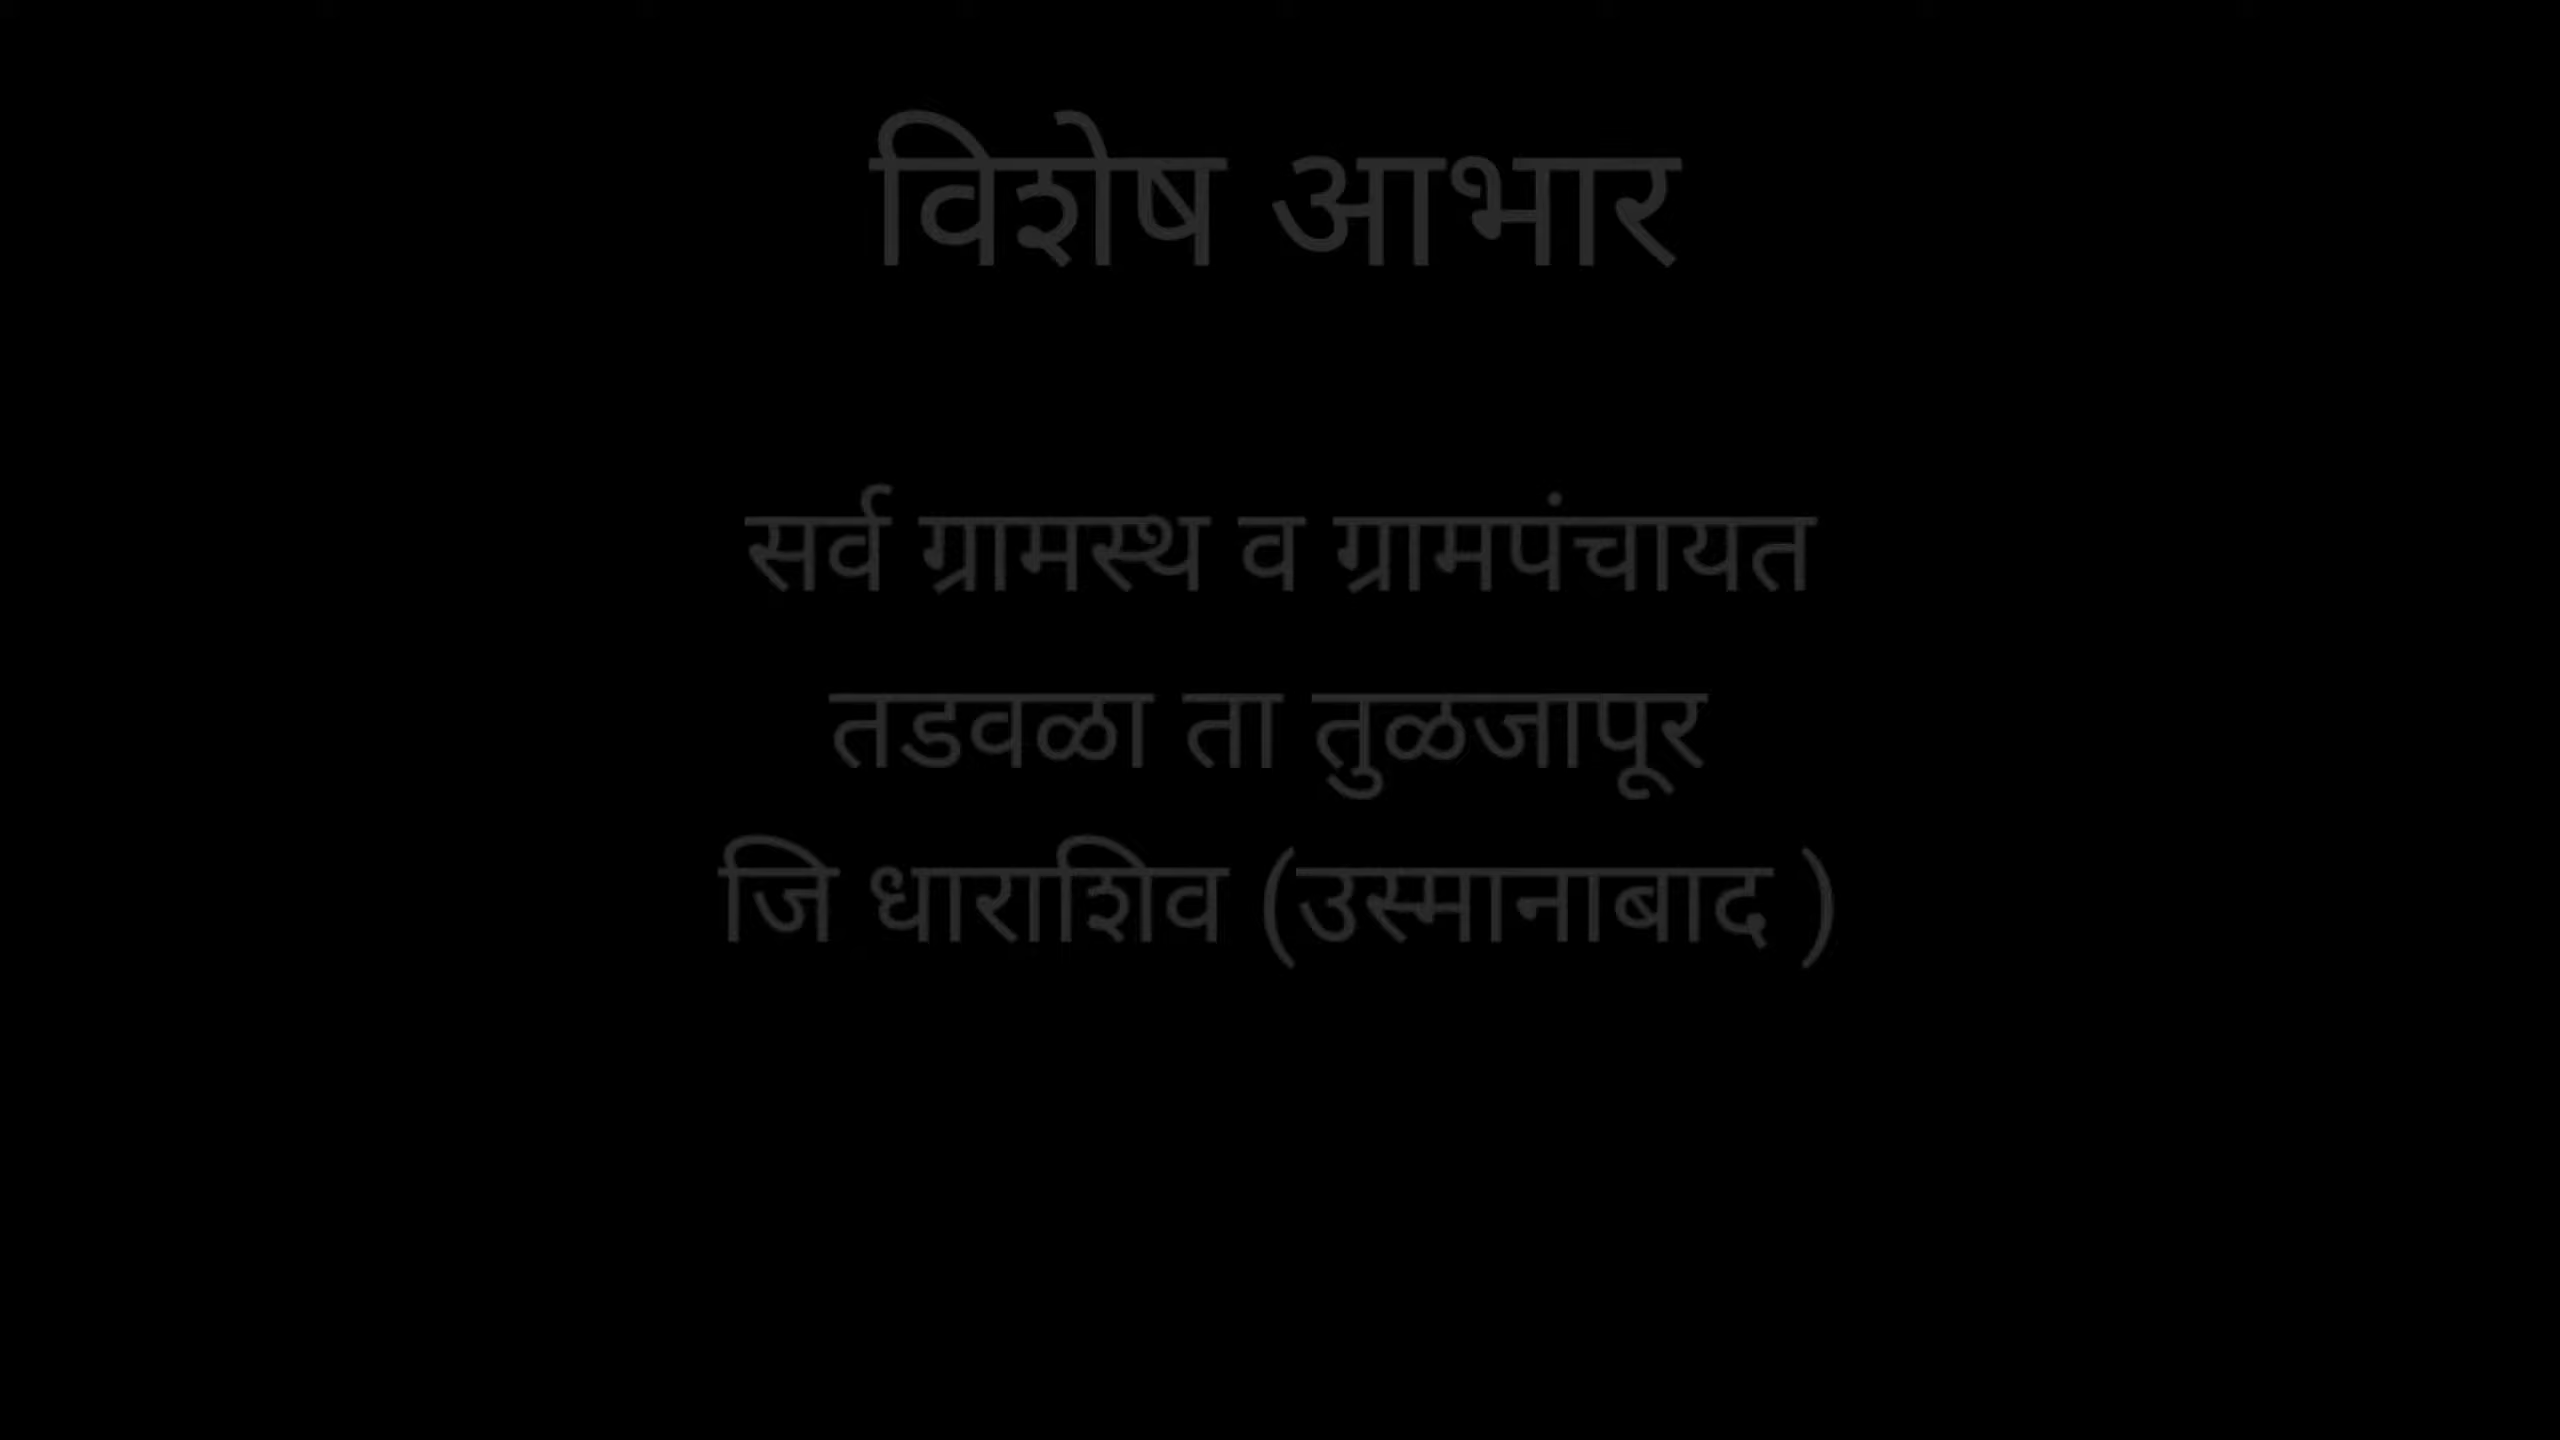 विशेष आभार
सर्व ग्रामस्थ व ग्रामपंचायत
तडवळा ता तुळजापूर
जि धाराशिव (उस्मानाबाद )